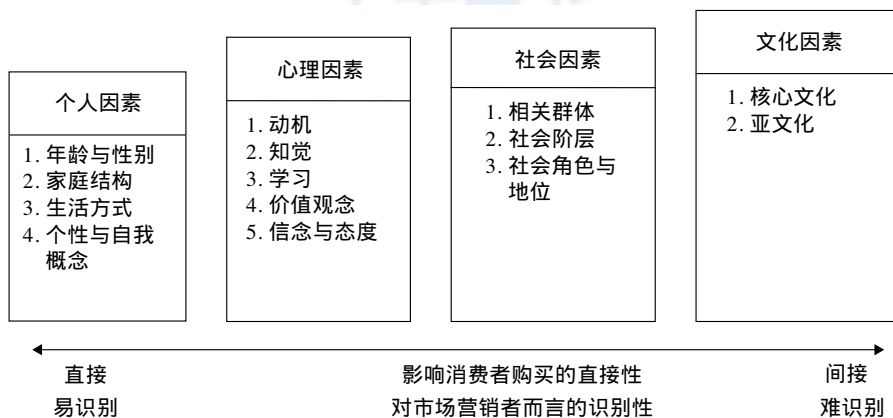 个人因素
1. 年龄与性别
2. 家庭结构
3. 生活方式
4. 个性与自我
概念
心理因素
1. 动机
2. 知觉
3. 学习
4. 价值观念
5. 信念与态度
社会因素
1. 相关群体
2. 社会阶层
3. 社会角色与
地位
文化因素
1. 核心文化
2. 亚文化
直接 影响消费者购买的直接性 间接
易识别 对市场营销者而言的识别性 难识别